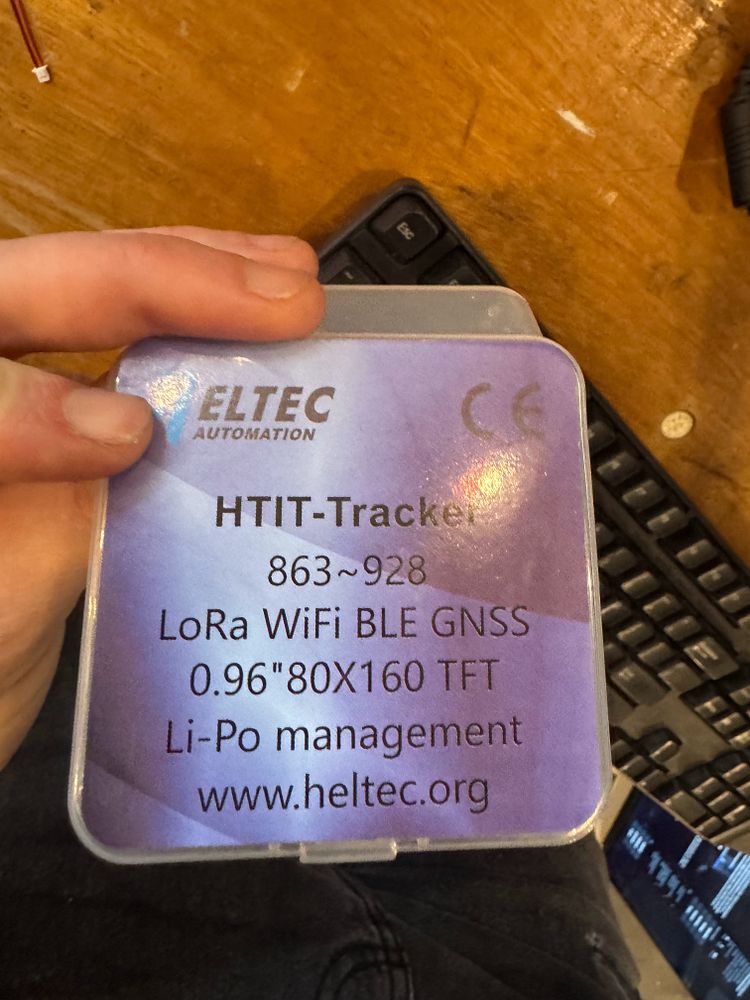 Esc
ELTEC
AUTOMATION
CE
HTIT-Tracker
863~928
LoRa WiFi BLE GNSS
0.96"80X160 TFT
Li-Po management
www.heltec.org